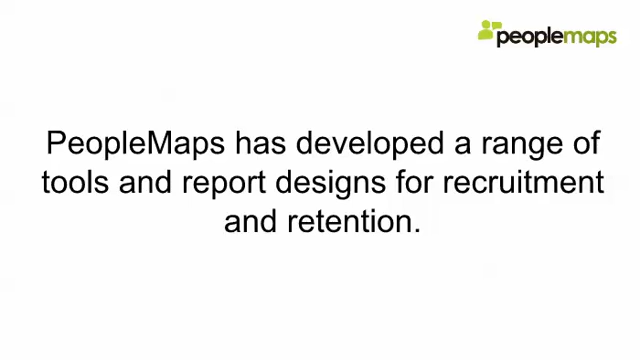 peoplemaps
PeopleMaps has developed a range of
tools and report designs for recruitment
and retention.